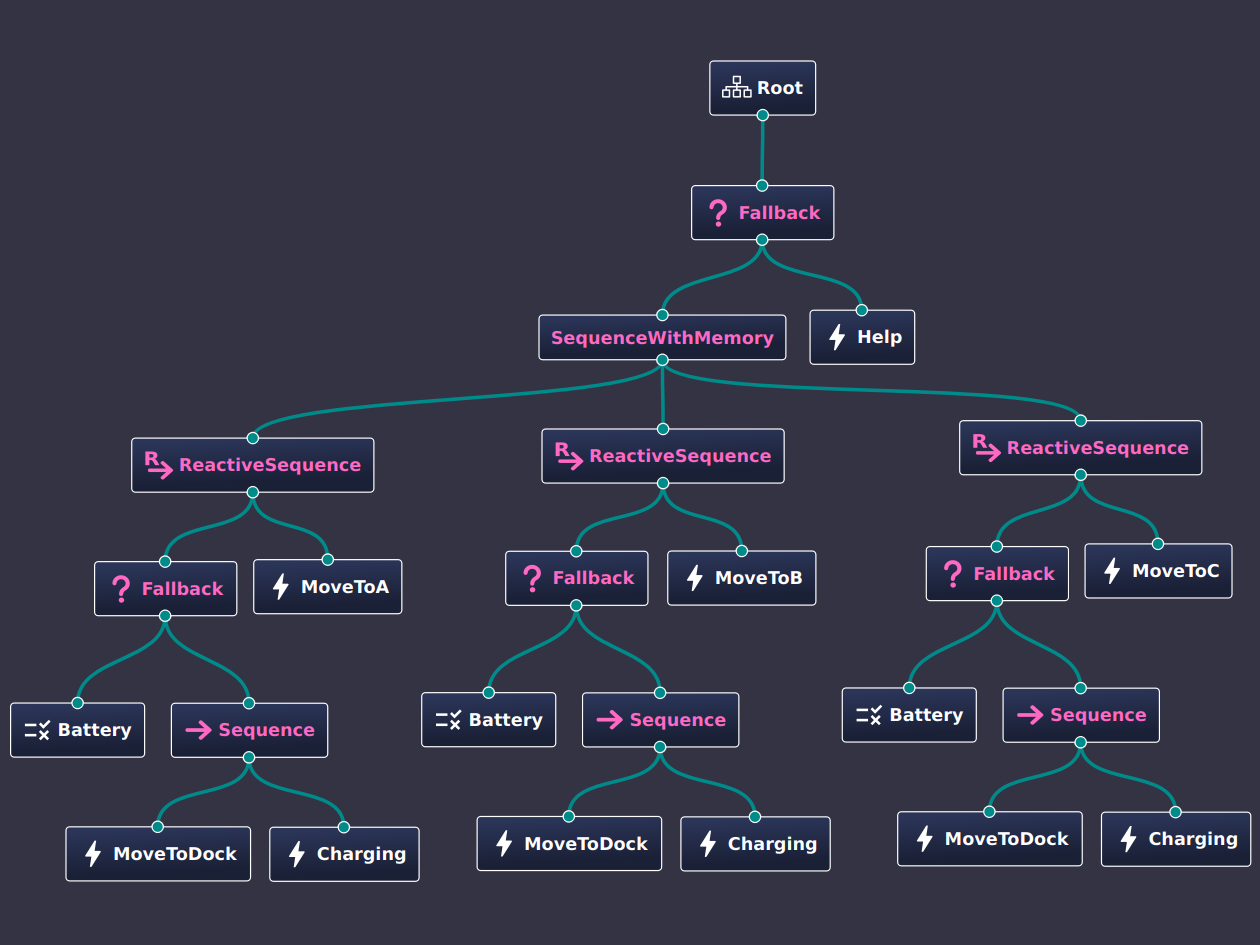 Root
Fallback
SequenceWithMemory
Help
R ReactiveSequence
R ReactiveSequence
R ReactiveSequence
Fallback
MoveToA
Fallback
MoveToB
Fallback
MoveToC
Battery
Sequence
Battery
Sequence
Battery
Sequence
MoveToDock
Charging
MoveToDock
Charging
MoveToDock
Charging